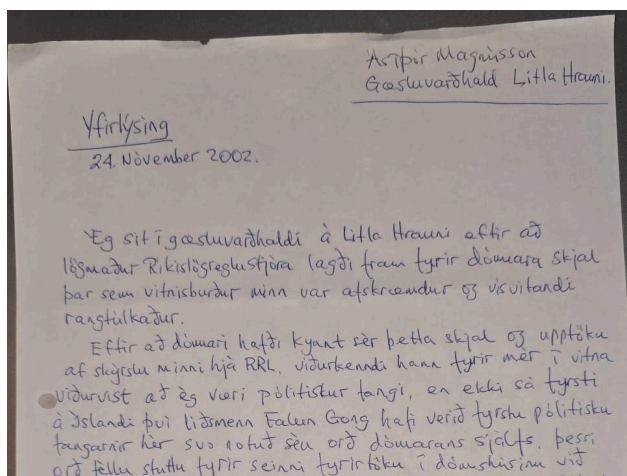 Ástþór Magnússon
Gæsluvarðhald Litla Hrauni.
Yfirlýsing
24. Nóvember 2002.
Ég sit í gæsluvarðhaldi á Litla Hrauni eftir að
lögmaður Ríkislögreglustjóra lagði fram fyrir dómara skjal
þar sem vitnisburður minn var afskræmdur og vísvitandi
rangtúlkaður.
Eftir að dómari hafði kynnt sér þetta skjal og upptöku
af skýrslu minni hjá RRL, viðurkenndi hann fyrir mér í vitna
viðurvist að ég væri pólitískur fangi, en ekki sá fyrsti
á Íslandi því liðsmenn Falun Gong hafi verið fyrstu pólitísku
fangarnir hér svo notuð séu orð dómarans sjálfs. Þessi
orð féllu stuttu fyrir seinni fyrirtöku í dómshúsinu við